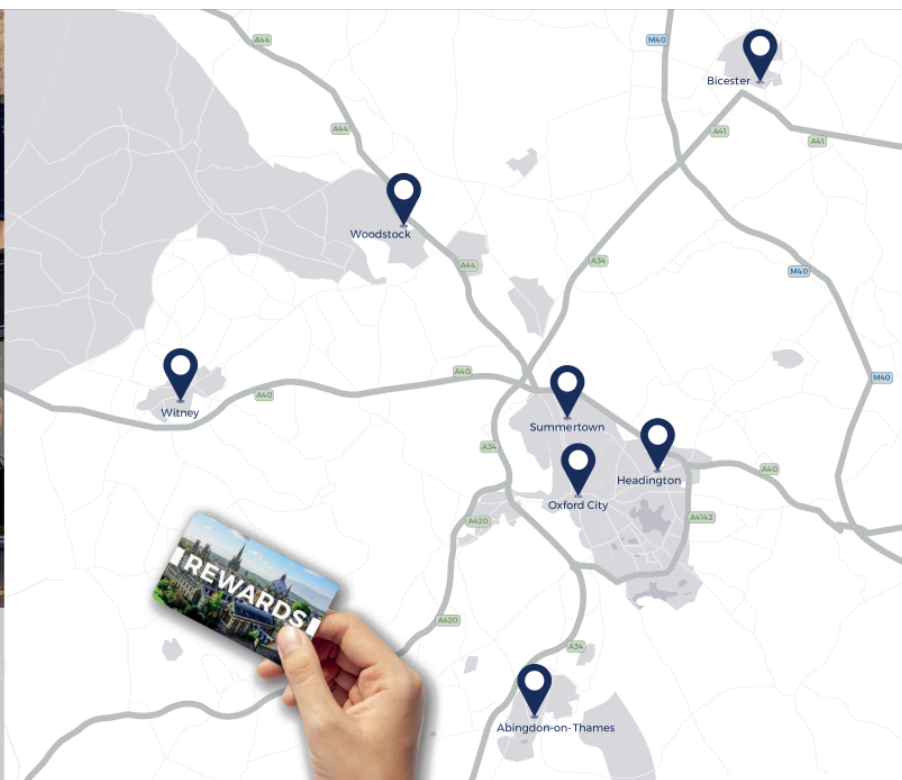 A44
M40
Bicester
A44
A41
A41
Woodstock
A44
A34
M40
Witney
A40
A40
M40
Summertown
A34
Headington
A40
Oxford City
A420
A4142
REWARDS
A420
A34
Abingdon-on-Thames